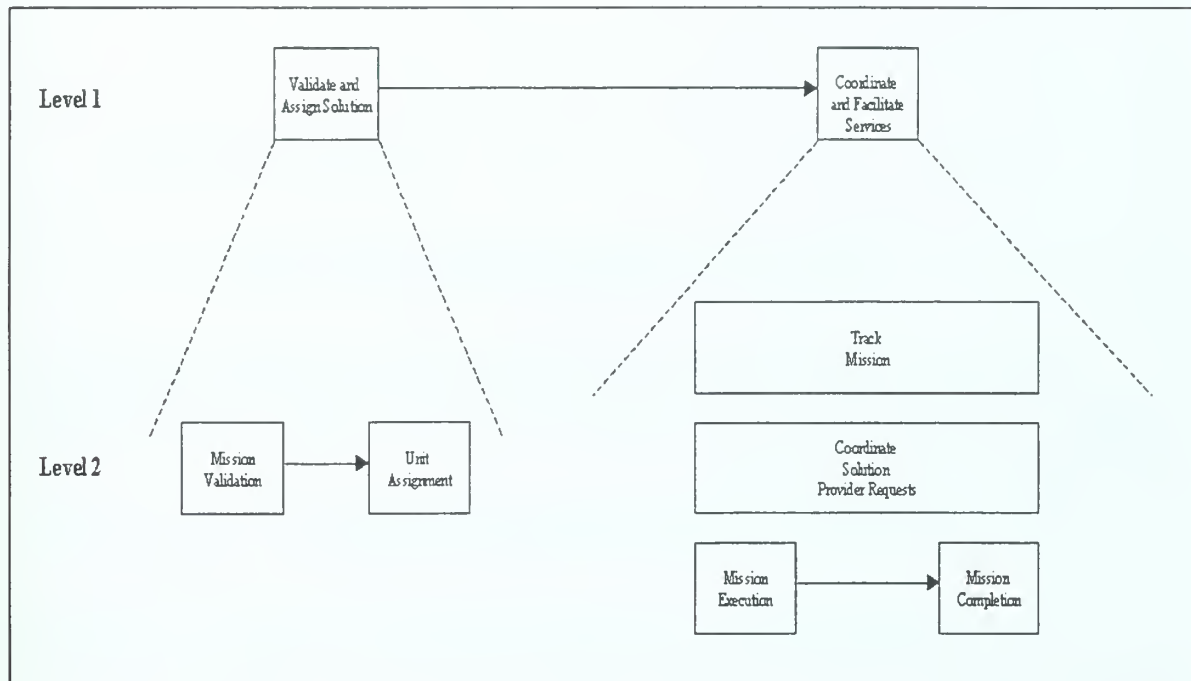 Level 1
Validate and
Assign Solution
Coordinate
and Facilitate
Services
Track
Mission
Level 2
Mission
Validation
Unit
Assignment
Coordinate
Solution
Provider Requests
Mission
Execution
Mission
Completion